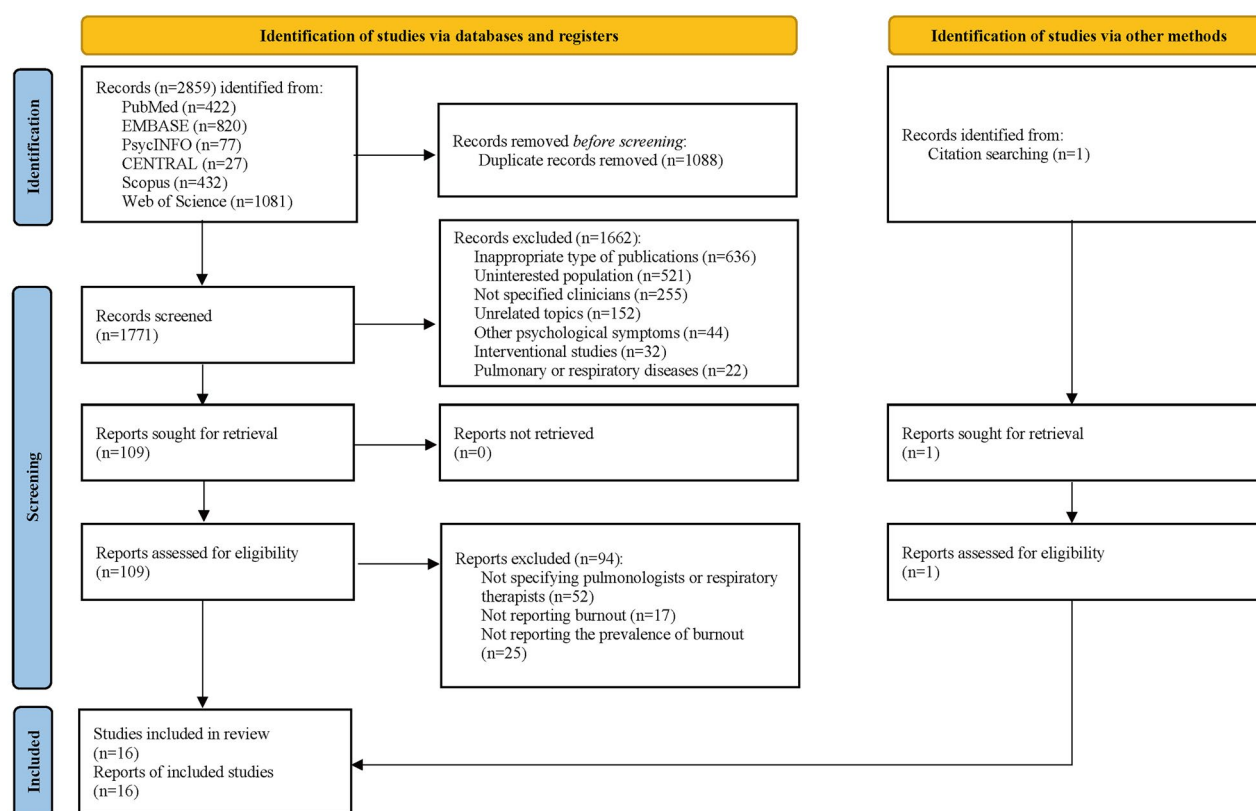 Identification of studies via databases and registers
Identification of studies via other methods
Identification
Records (n=2859) identified from:
PubMed (n=422)
EMBASE (n=820)
PsycINFO (n=77)
CENTRAL (n=27)
Scopus (n=432)
Web of Science (n=1081)
Records removed before screening:
Duplicate records removed (n=1088)
Records identified from:
Citation searching (n=1)
Screening
Records screened
(n=1771)
Records excluded (n=1662):
Inappropriate type of publications (n=636)
Uninterested population (n=521)
Not specified clinicians (n=255)
Unrelated topics (n=152)
Other psychological symptoms (n=44)
Interventional studies (n=32)
Pulmonary or respiratory diseases (n=22)
Reports sought for retrieval
(n=109)
Reports not retrieved
(n=0)
Reports sought for retrieval
(n=1)
Reports assessed for eligibility
(n=109)
Reports excluded (n=94):
Not specifying pulmonologists or respiratory
therapists (n=52)
Not reporting burnout (n=17)
Not reporting the prevalence of burnout
(n=25)
Reports assessed for eligibility
(n=1)
Included
Studies included in review
(n=16)
Reports of included studies
(n=16)